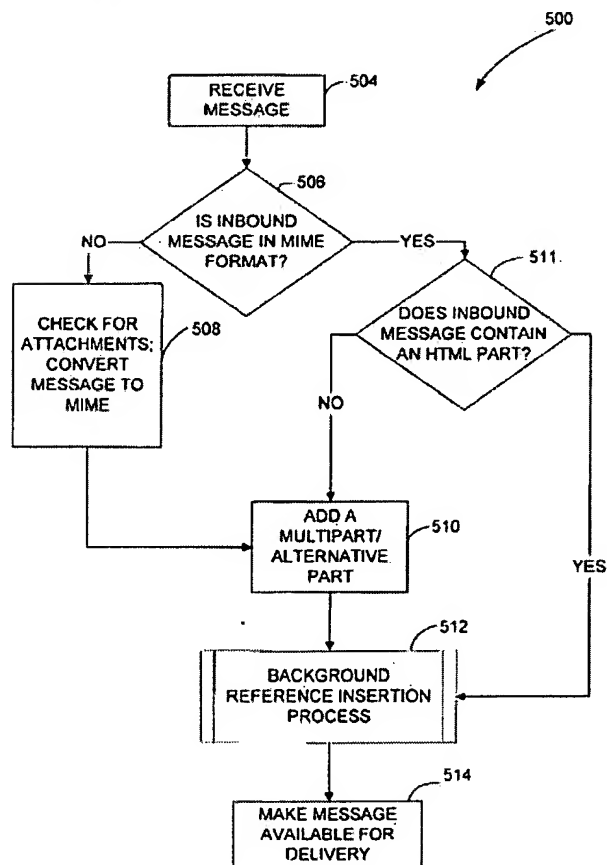 500
RECEIVE
MESSAGE
504
506
IS INBOUND
MESSAGE IN MIME
FORMAT?
NO
YES
511.
DOES INBOUND
MESSAGE CONTAIN
AN HTML PART?
CHECK FOR
ATTACHMENTS;
CONVERT
MESSAGE TO
MIME
508
NO
YES
ADD A
MULTIPART/
ALTERNATIVE
PART
510
512
BACKGROUND
REFERENCE INSERTION
PROCESS
514
MAKE MESSAGE
AVAILABLE FOR
DELIVERY